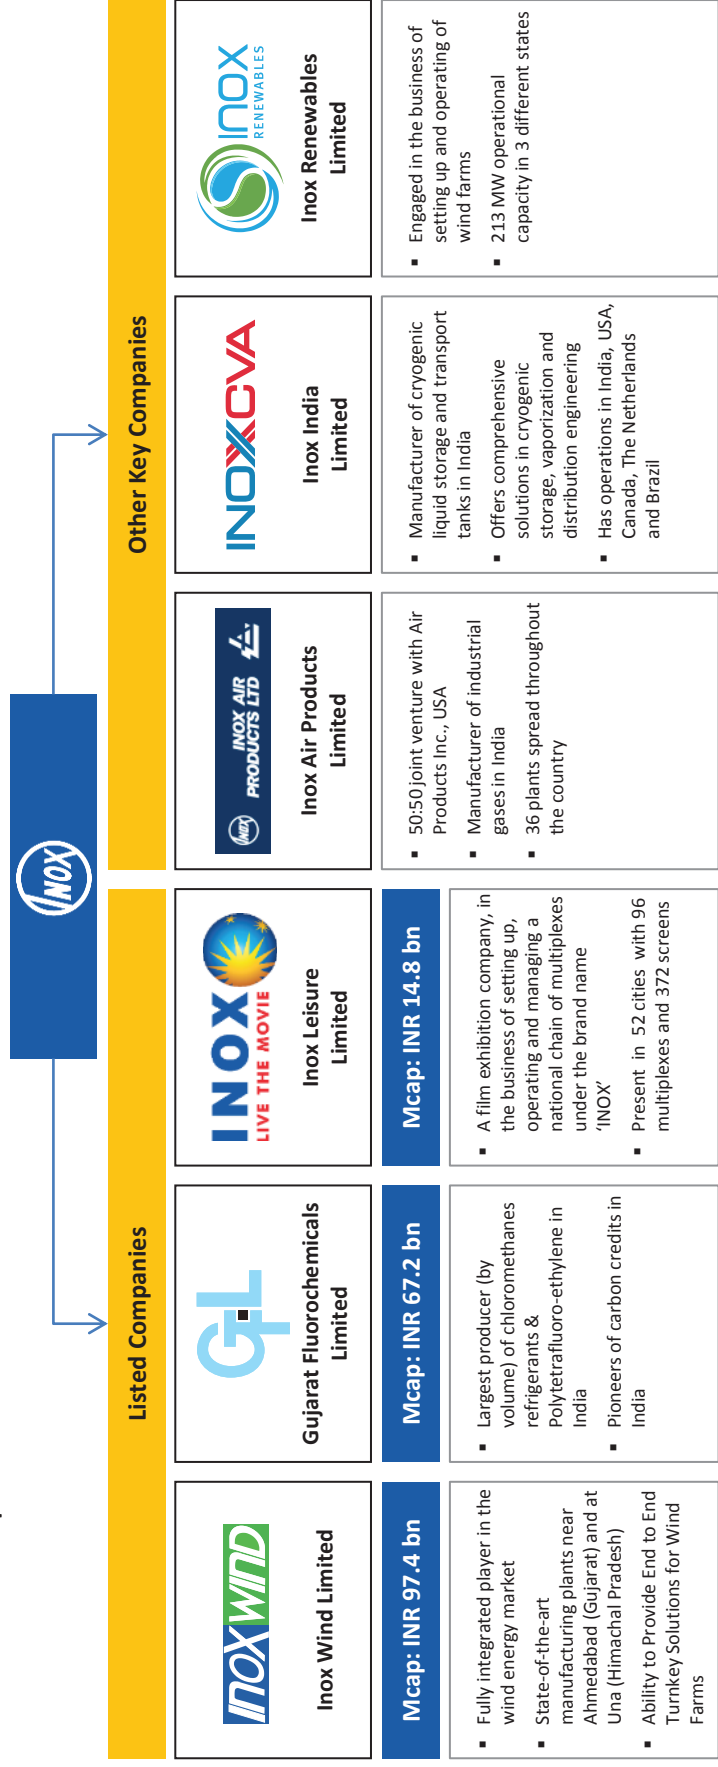 INOX
Listed Companies
Other Key Companies
INOX WIND
Inox Wind Limited
Mcap: INR 97.4 bn
▪ Fully integrated player in the
wind energy market
▪ State-of-the-art
manufacturing plants near
Ahmedabad (Gujarat) and at
Una (Himachal Pradesh)
▪ Ability to Provide End to End
Turnkey Solutions for Wind
Farms
GFL
Gujarat Fluorochemicals
Limited
Mcap: INR 67.2 bn
▪ Largest producer (by
volume) of chloromethanes
refrigerants &
Polytetrafluoro-ethylene in
India
▪ Pioneers of carbon credits in
India
INOX
LIVE THE MOVIE
Inox Leisure
Limited
Mcap: INR 14.8 bn
▪ A film exhibition company, in
the business of setting up,
operating and managing a
national chain of multiplexes
under the brand name
‘INOX’
▪ Present in 52 cities with 96
multiplexes and 372 screens
INOX
INOX AIR
PRODUCTS LTD
Inox Air Products
Limited
▪ 50:50 joint venture with Air
Products Inc., USA
▪ Manufacturer of industrial
gases in India
▪ 36 plants spread throughout
the country
INOXCVA
Inox India
Limited
▪ Manufacturer of cryogenic
liquid storage and transport
tanks in India
▪ Offers comprehensive
solutions in cryogenic
storage, vaporization and
distribution engineering
▪ Has operations in India, USA,
Canada, The Netherlands
and Brazil
INOX
RENEWABLES
Inox Renewables
Limited
▪ Engaged in the business of
setting up and operating of
wind farms
▪ 213 MW operational
capacity in 3 different states